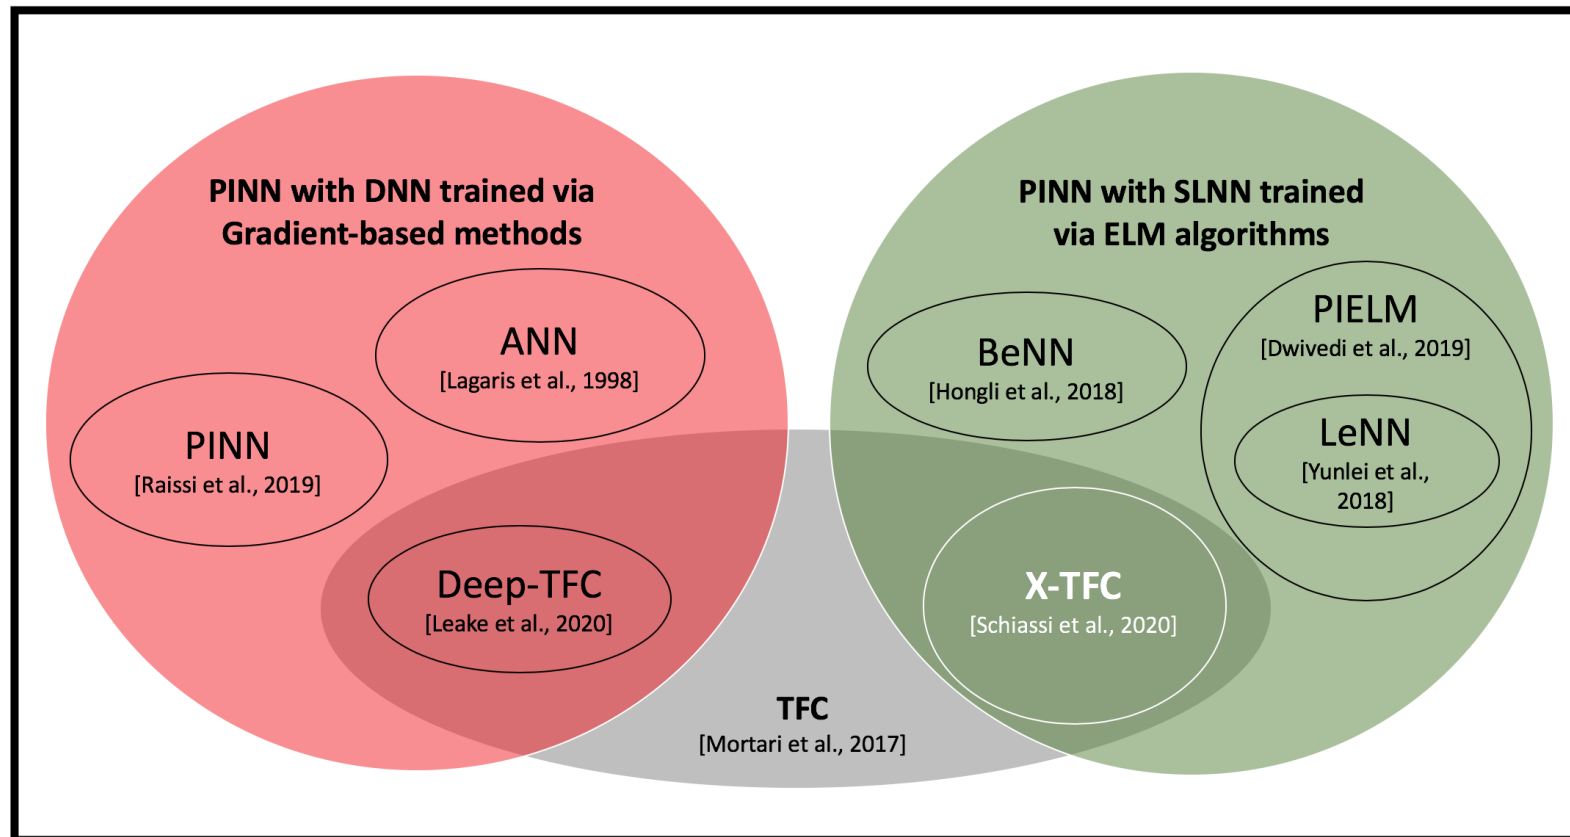 PINN with DNN trained via
Gradient-based methods
ANN
[Lagaris et al., 1998]
PINN
[Raissi et al., 2019]
Deep-TFC
[Leake et al., 2020]
TFC
[Mortari et al., 2017]
PINN with SLNN trained
via ELM algorithms
BeNN
[Hongli et al., 2018]
PIELM
[Dwivedi et al., 2019]
LeNN
[Yunlei et al.,
2018]
X-TFC
[Schiassi et al., 2020]